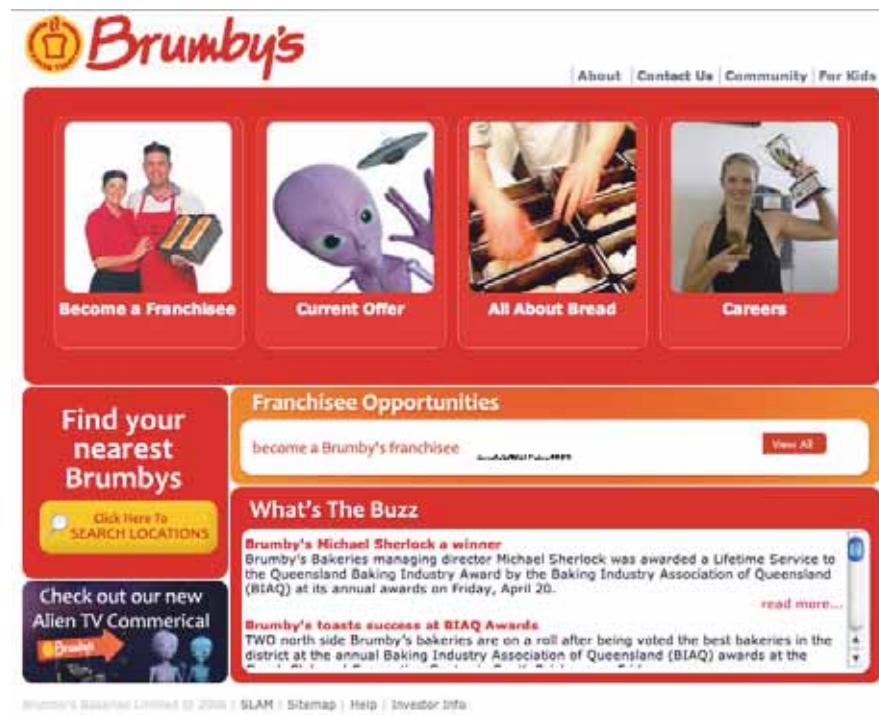 Brumby's
About | Contact Us | Community | For Kids
Become a Franchisee
Current Offer
All About Bread
Careers
Find your
nearest
Brumbys
Click Here To
SEARCH LOCATIONS
Check out our new
Alien TV Commerical
Brumby's
Franchisee Opportunities
become a Brumby's franchisee
View All
What's The Buzz
Brumby's Michael Sherlock a winner
Brumby's Bakeries managing director Michael Sherlock was awarded a Lifetime Service to
the Queensland Baking Industry Award by the Baking Industry Association of Queensland
(BIAQ) at its annual awards on Friday, April 20.
read more...
Brumby's toasts success at BIAQ Awards
TWO north side Brumby's bakeries are on a roll after being voted the best bakeries in the
district at the annual Baking Industry Association of Queensland (BIAQ) awards at the
Brumby's Bakeries Limited © 2006 | SLAM | Sitemap | Help | Investor Info